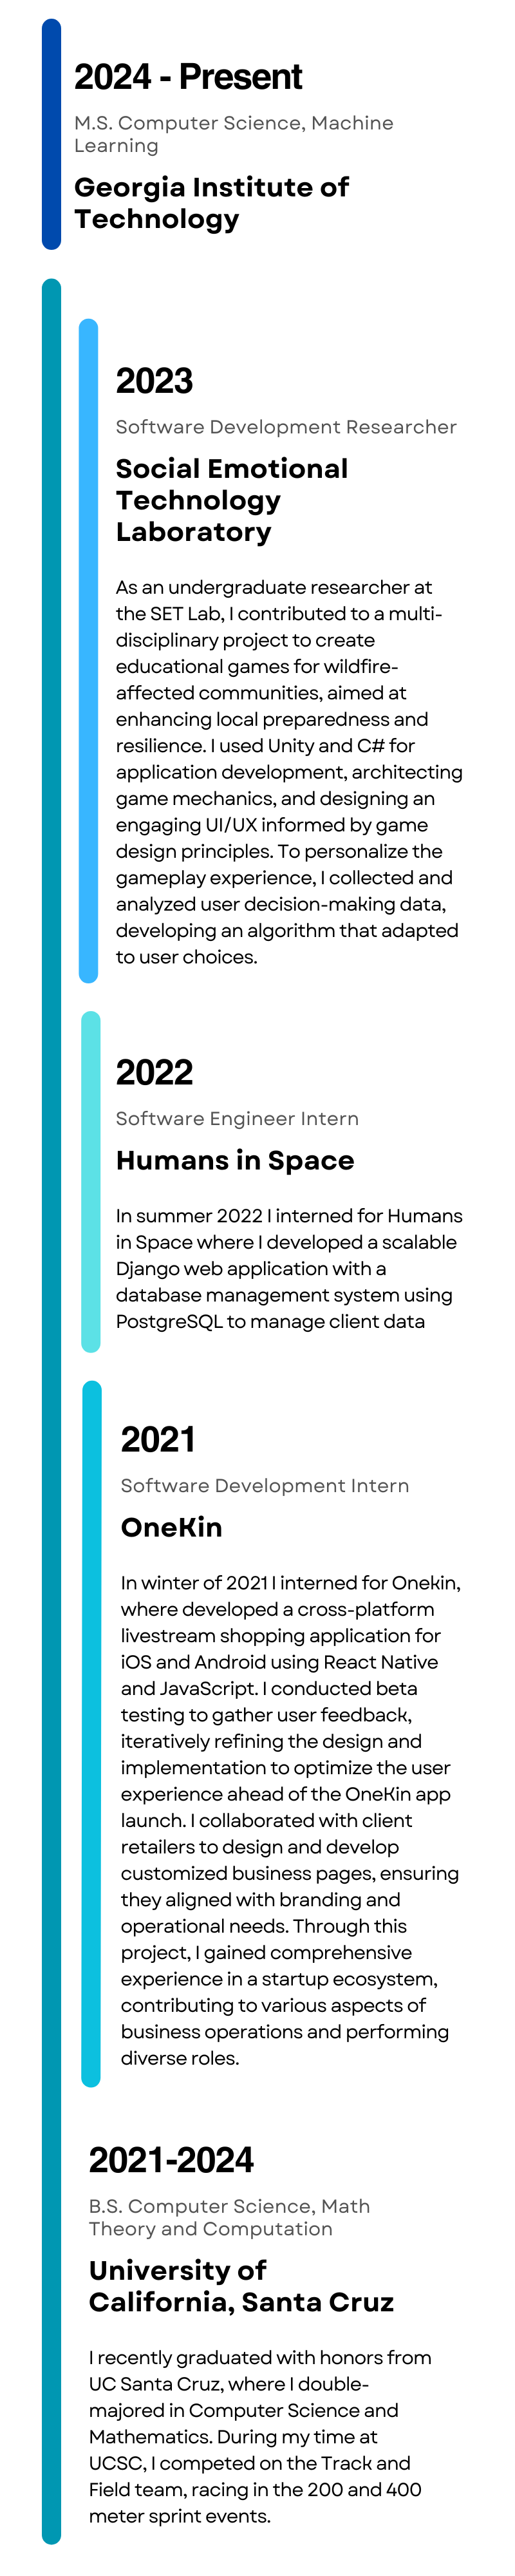 2024 - Present
M.S. Computer Science, Machine
Learning
Georgia Institute of
Technology
2023
Software Development Researcher
Social Emotional
Technology
Laboratory
As an undergraduate researcher at
the SET Lab, I contributed to a multi-
disciplinary project to create
educational games for wildfire-
affected communities, aimed at
enhancing local preparedness and
resilience. I used Unity and C# for
application development, architecting
game mechanics, and designing an
engaging UI/UX informed by game
design principles. To personalize the
gameplay experience, I collected and
analyzed user decision-making data,
developing an algorithm that adapted
to user choices.
2022
Software Engineer Intern
Humans in Space
In summer 2022 I interned for Humans
in Space where I developed a scalable
Django web application with a
database management system using
PostgreSQL to manage client data
2021
Software Development Intern
OneKin
In winter of 2021 I interned for Onekin,
where developed a cross-platform
livestream shopping application for
iOS and Android using React Native
and JavaScript. I conducted beta
testing to gather user feedback,
iteratively refining the design and
implementation to optimize the user
experience ahead of the OneKin app
launch. I collaborated with client
retailers to design and develop
customized business pages, ensuring
they aligned with branding and
operational needs. Through this
project, I gained comprehensive
experience in a startup ecosystem,
contributing to various aspects of
business operations and performing
diverse roles.
2021-2024
B.S. Computer Science, Math
Theory and Computation
University of
California, Santa Cruz
I recently graduated with honors from
UC Santa Cruz, where I double-
majored in Computer Science and
Mathematics. During my time at
UCSC, I competed on the Track and
Field team, racing in the 200 and 400
meter sprint events.